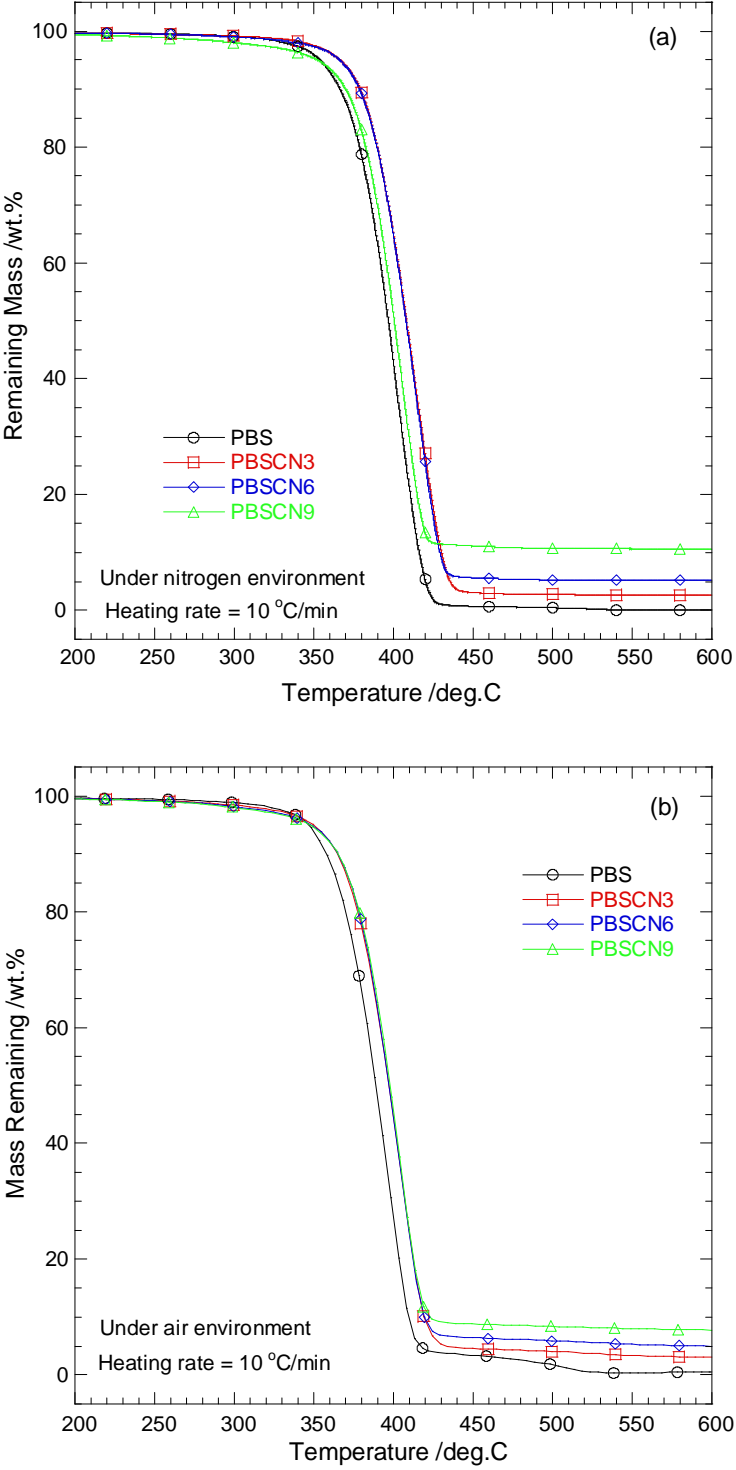 (a)
100
80
60
40
20
0
Remaining Mass /wt.%
PBS
PBSCN3
PBSCN6
PBSCN9
Under nitrogen environment
Heating rate = 10 °C/min
200 250 300 350 400 450 500 550 600
Temperature /deg.C
(b)
100
80
60
40
20
0
Mass Remaining /wt.%
PBS
PBSCN3
PBSCN6
PBSCN9
Under air environment
Heating rate = 10 °C/min
200 250 300 350 400 450 500 550 600
Temperature /deg.C